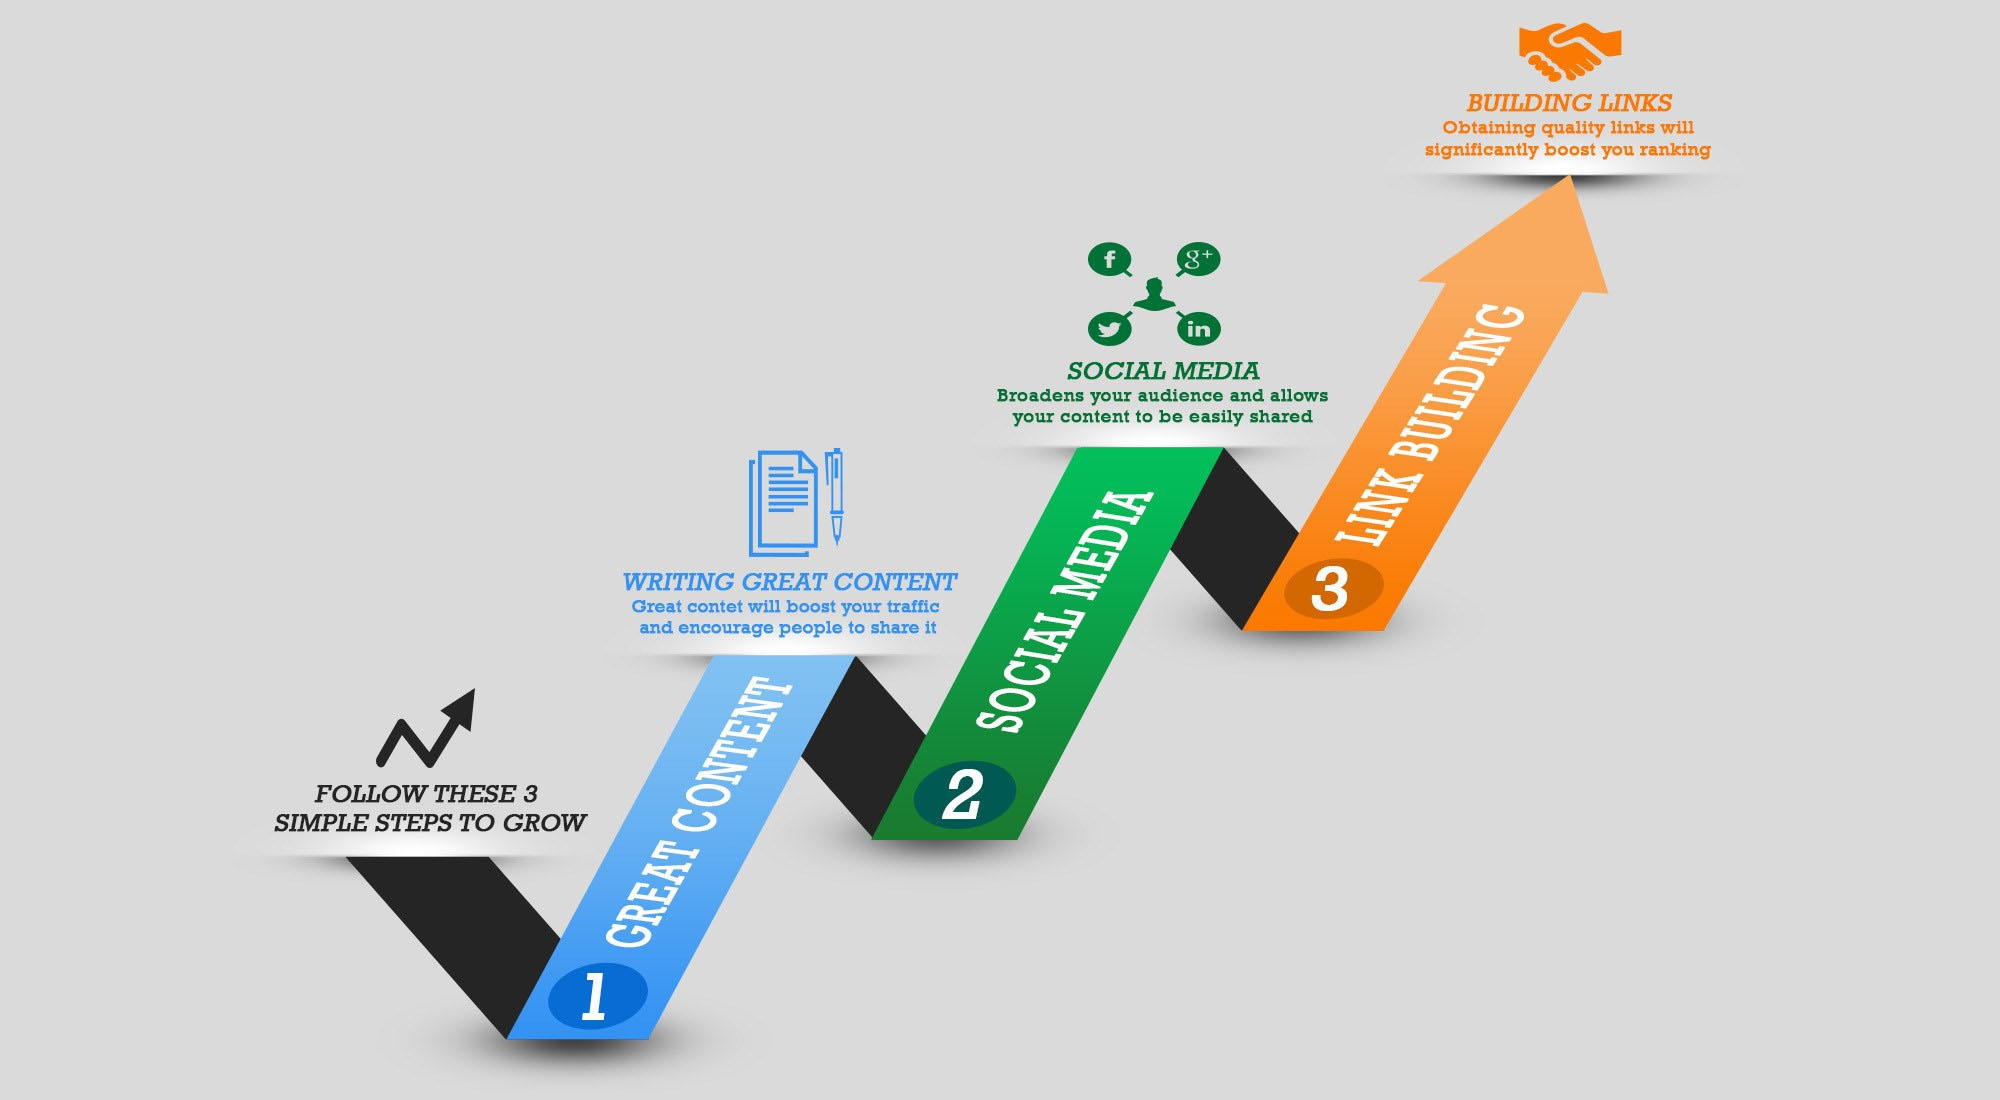 FOLLOW THESE 3
SIMPLE STEPS TO GROW
1
GREAT CONTENT
WRITING GREAT CONTENT
Great contet will boost your traffic
and encourage people to share it
2
SOCIAL MEDIA
f
g+
in
SOCIAL MEDIA
Broadens your audience and allows
your content to be easily shared
3
LINK BUILDING
BUILDING LINKS
Obtaining quality links will
significantly boost you ranking